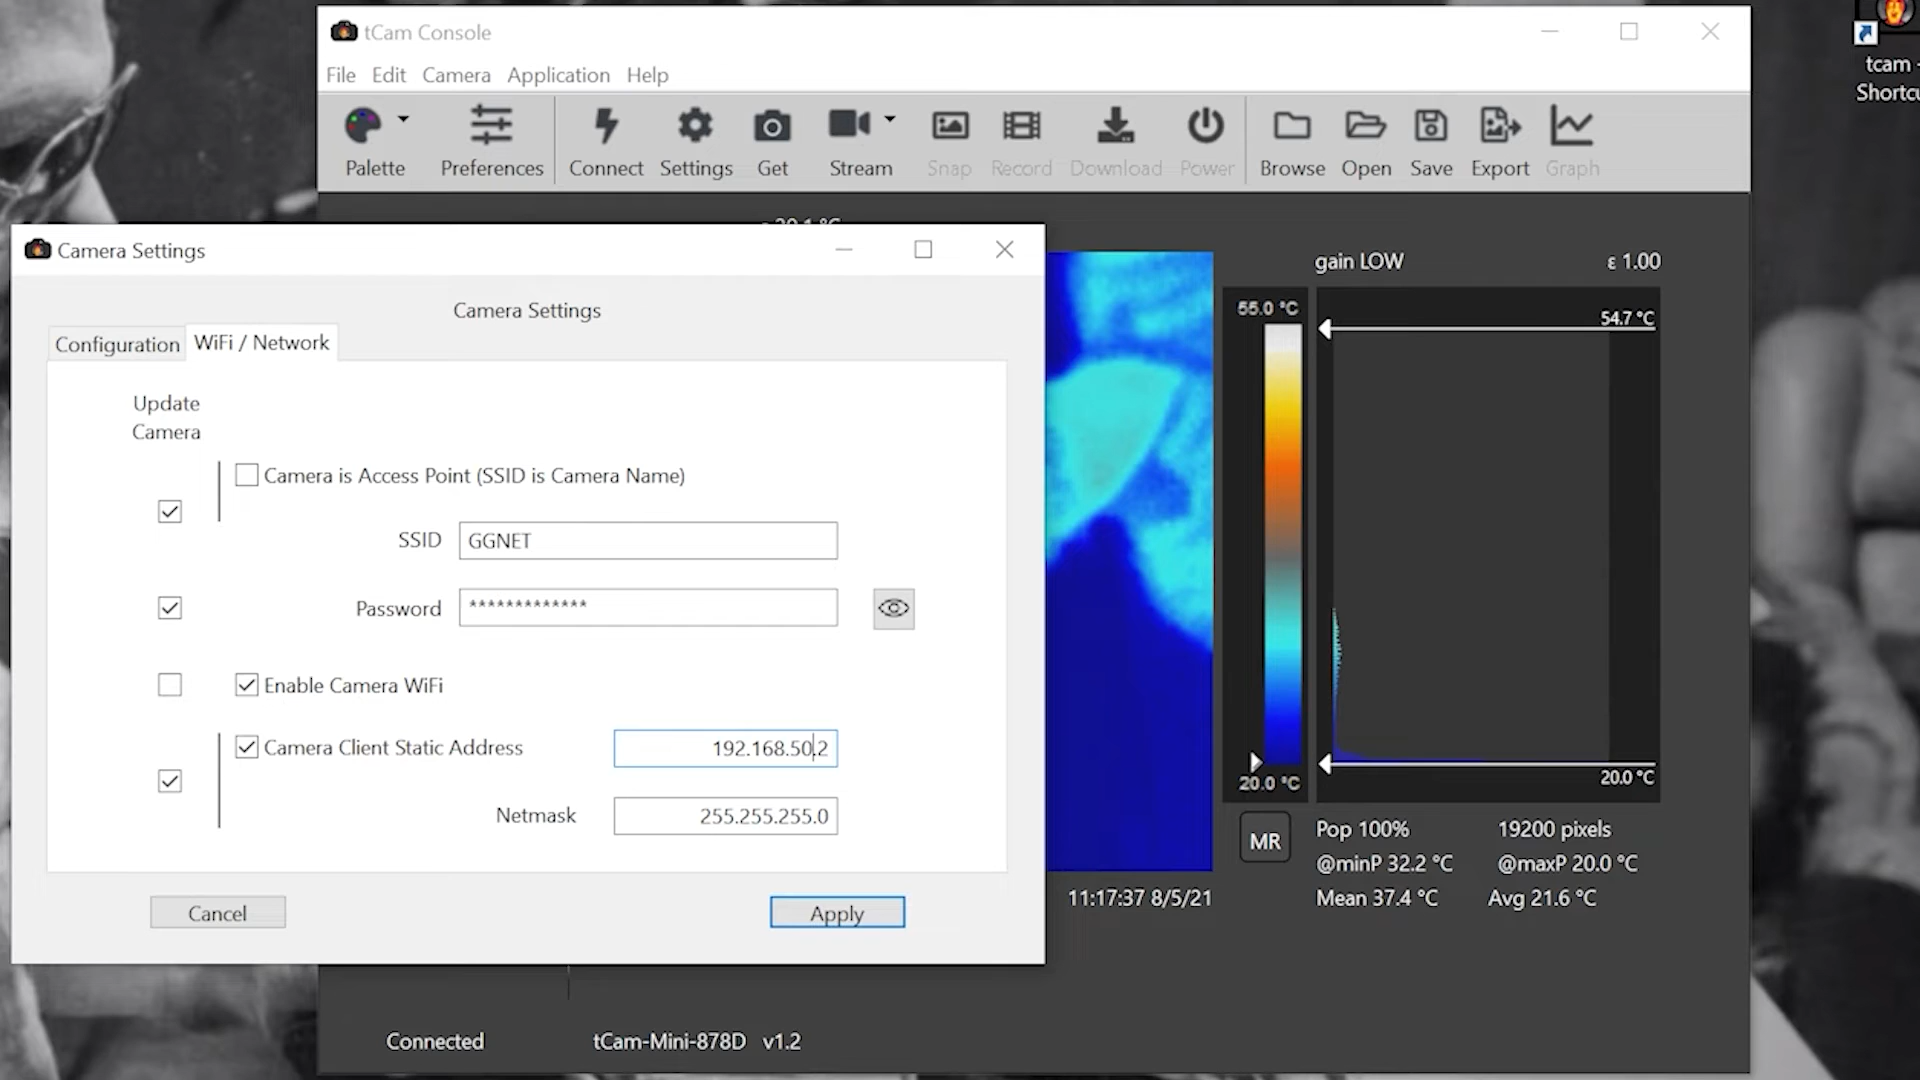 tCam Console
File Edit Camera Application Help
Palette Preferences Connect Settings Get Stream Snap Record Download Power Browse Open Save Export Graph
tcam -
Camera Settings
Camera Settings
Configuration WiFi / Network
Update
Camera
Camera is Access Point (SSID is Camera Name)
SSID GGNET
Password *************
Enable Camera WiFi
Camera Client Static Address 192.168.50.2
Netmask 255.255.255.0
Cancel Apply
gain LOW ε 1.00
55.0 °C
54.7 °C
20.0 °C
20.0 °C
MR
Pop 100% 19200 pixels
@minP 32.2 °C @maxP 20.0 °C
Mean 37.4 °C Avg 21.6 °C
11:17:37 8/5/21
Connected tCam-Mini-878D v1.2